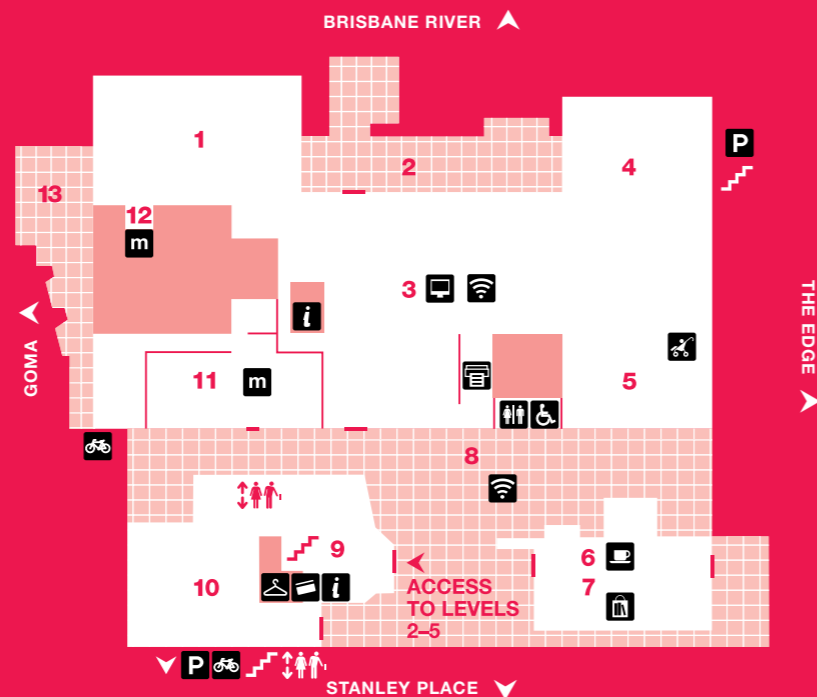 BRISBANE RIVER
1
2
4
P
13
12
m
3
i
THE EDGE
GOMA
11
m
5
8
9
6
10
i
7
ACCESS
TO LEVELS
2–5
P
STANLEY PLACE